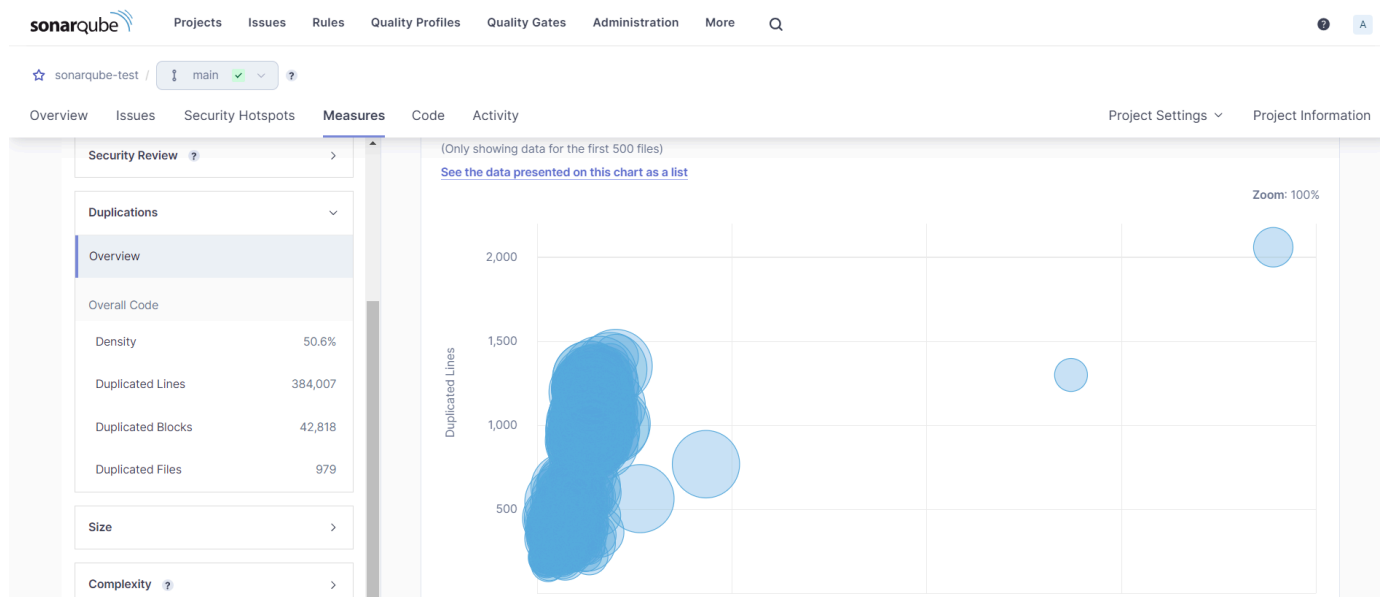 sonarqube
Projects Issues Rules Quality Profiles Quality Gates Administration More
? A
sonarqube-test / main ?
Overview Issues Security Hotspots Measures Code Activity
Project Settings Project Information
Security Review ?
Duplications
Overview
Overall Code
Density 50.6%
Duplicated Lines 384,007
Duplicated Blocks 42,818
Duplicated Files 979
Size
Complexity ?
(Only showing data for the first 500 files)
See the data presented on this chart as a list
Zoom: 100%
Duplicated Lines
2,000
1,500
1,000
500